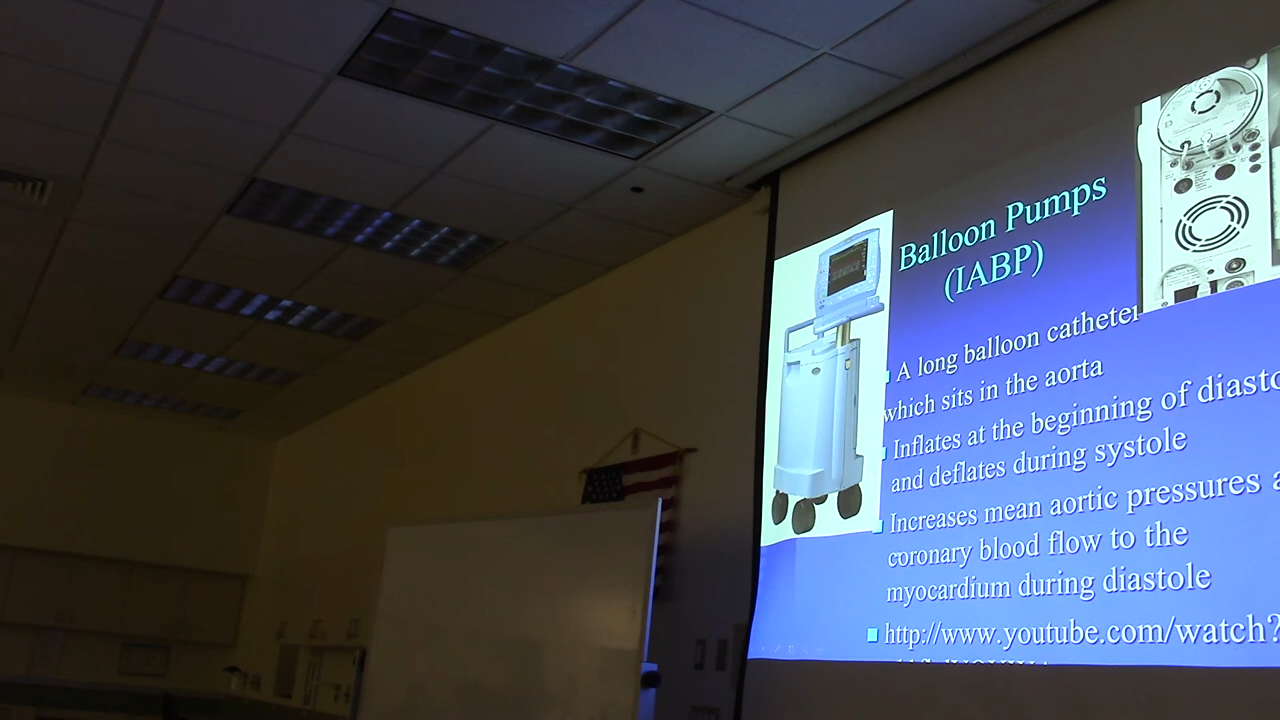 Balloon Pumps
(IABP)
A long balloon catheter
which sits in the aorta
Inflates at the beginning of
and deflates during systole
Increases mean aortic pressures
coronary blood flow to the
myocardium during diastole
http://www.youtube.com/watch?